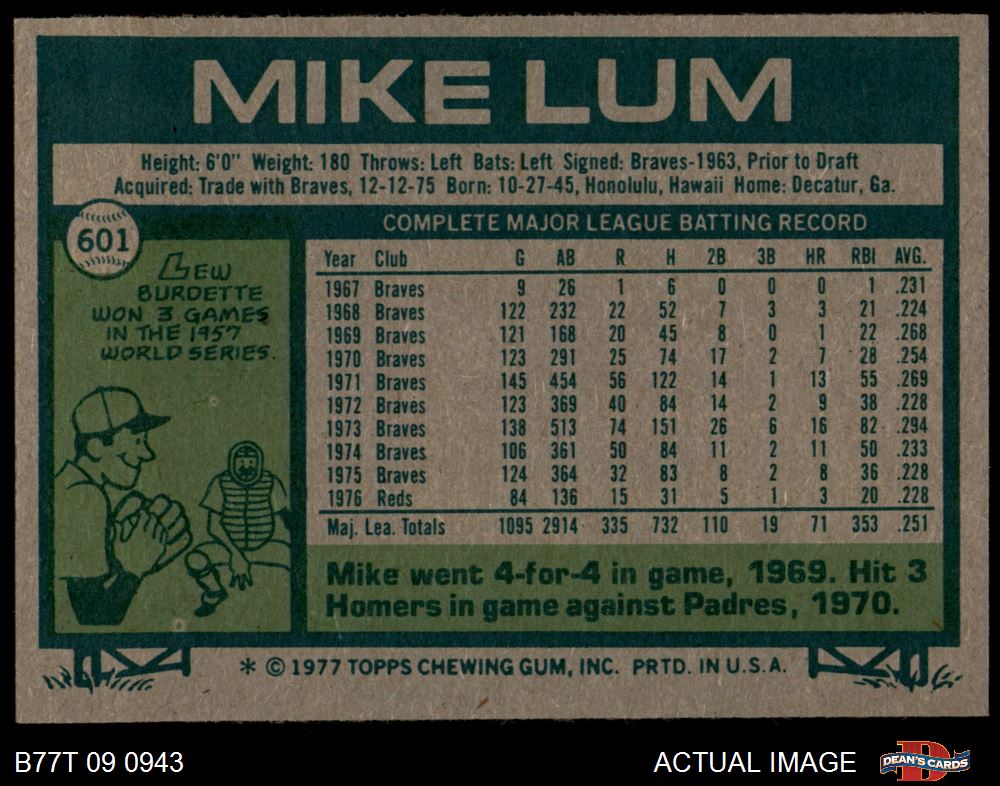 MIKE LUM
Height: 6'0" Weight: 180 Throws: Left Bats: Left Signed: Braves-1963, Prior to Draft
Acquired: Trade with Braves, 12-12-75 Born: 10-27-45, Honolulu, Hawaii Home: Decatur, Ga.
601
LEW
BURDETTE
WON 3 GAMES
IN THE 1957
WORLD SERIES.
COMPLETE MAJOR LEAGUE BATTING RECORD
Year Club G AB R H 2B 3B HR RBI AVG.
1967 Braves 9 26 1 6 0 0 0 1 .231
1968 Braves 122 232 22 52 7 3 3 21 .224
1969 Braves 121 168 20 45 8 0 1 22 .268
1970 Braves 123 291 25 74 17 2 7 28 .254
1971 Braves 145 454 56 122 14 1 13 55 .269
1972 Braves 123 369 40 84 14 2 9 38 .228
1973 Braves 138 513 74 151 26 6 16 82 .294
1974 Braves 106 361 50 84 11 2 11 50 .233
1975 Braves 124 364 32 83 8 2 8 36 .228
1976 Reds 84 136 15 31 5 1 3 20 .228
Maj. Lea. Totals 1095 2914 335 732 110 19 71 353 .251
Mike went 4-for-4 in game, 1969. Hit 3
Homers in game against Padres, 1970.
* © 1977 TOPPS CHEWING GUM, INC. PRTD. IN U.S.A.
B77T 09 0943
ACTUAL IMAGE
D
DEAN'S CARDS